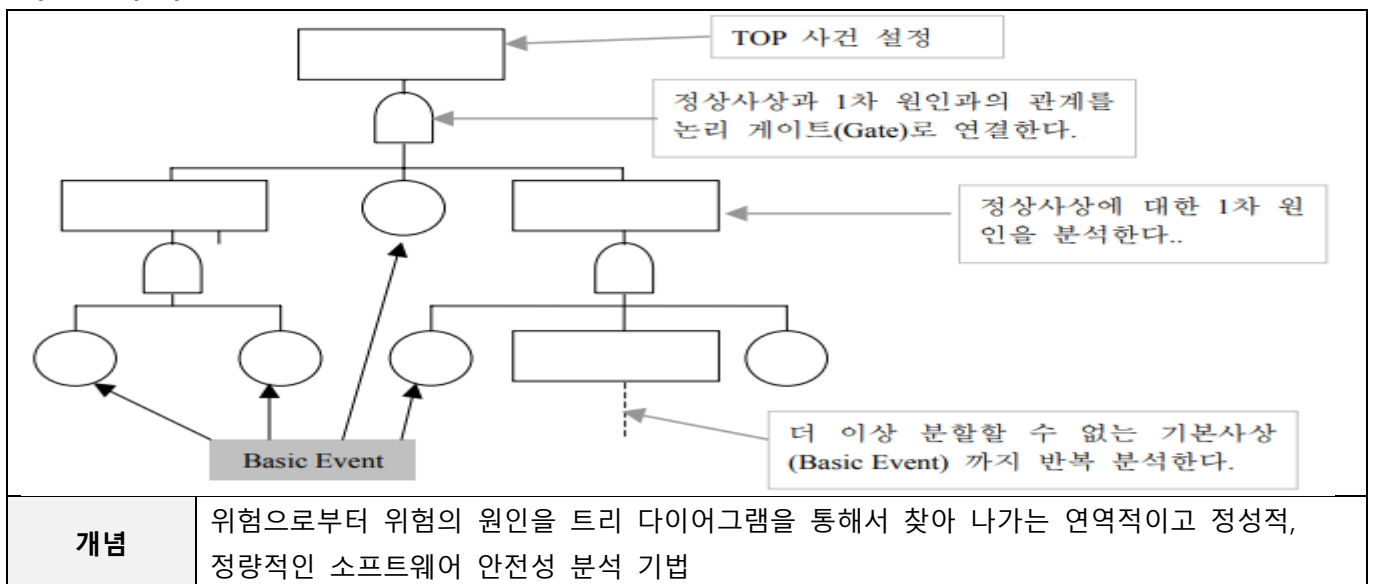 TOP 사건 설정
정상사상과 1차 원인과의 관계를
논리 게이트(Gate)로 연결한다.
정상사상에 대한 1차 원
인을 분석한다..
더 이상 분할할 수 없는 기본사상
(Basic Event) 까지 반복 분석한다.
Basic Event
개념
위험으로부터 위험의 원인을 트리 다이어그램을 통해서 찾아 나가는 연역적이고 정성적,
정량적인 소프트웨어 안전성 분석 기법